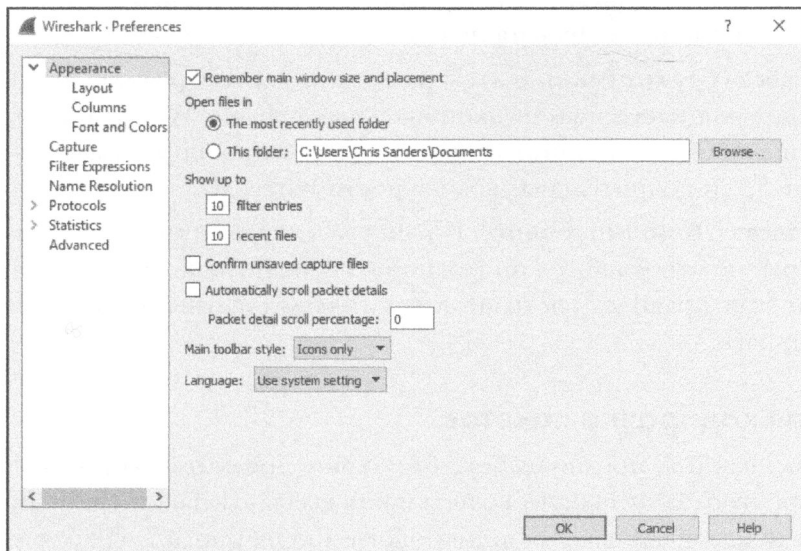 Wireshark · Preferences
? ×
Appearance
Layout
Columns
Font and Colors
Capture
Filter Expressions
Name Resolution
Protocols
Statistics
Advanced
Remember main window size and placement
Open files in
The most recently used folder
This folder: C:\Users\Chris Sanders\Documents Browse...
Show up to
10 filter entries
10 recent files
Confirm unsaved capture files
Automatically scroll packet details
Packet detail scroll percentage: 0
Main toolbar style: Icons only
Language: Use system setting
OK Cancel Help